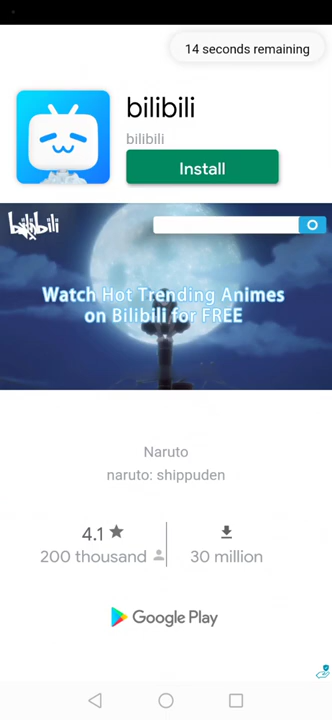 14 seconds remaining
bilibili
bilibili
Install
bilibili
Watch Hot Trending Animes
on Bilibili for FREE
Naruto
naruto: shippuden
4.1
200 thousand
30 million
Google Play